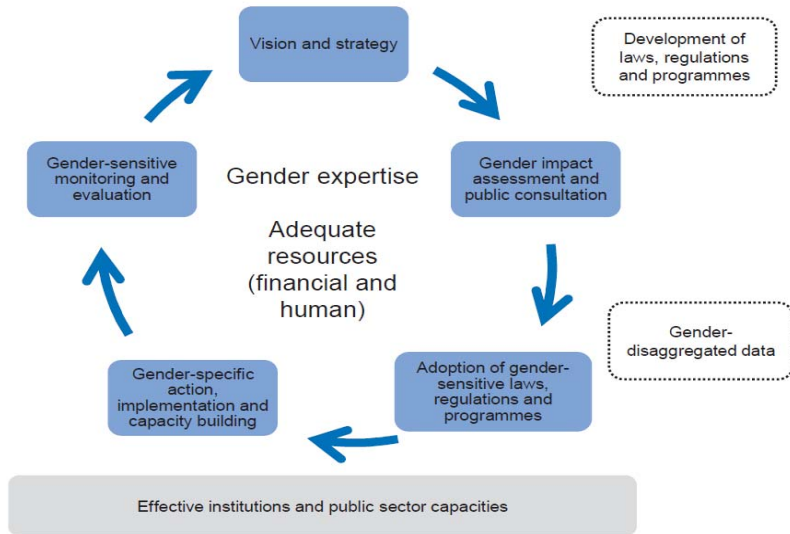 Vision and strategy
Development of
laws, regulations
and programmes
Gender-sensitive
monitoring and
evaluation
Gender expertise
Adequate
resources
(financial and
human)
Gender impact
assessment and
public consultation
Gender-
disaggregated data
Gender-specific
action,
implementation and
capacity building
Adoption of gender-
sensitive laws,
regulations and
programmes
Effective institutions and public sector capacities